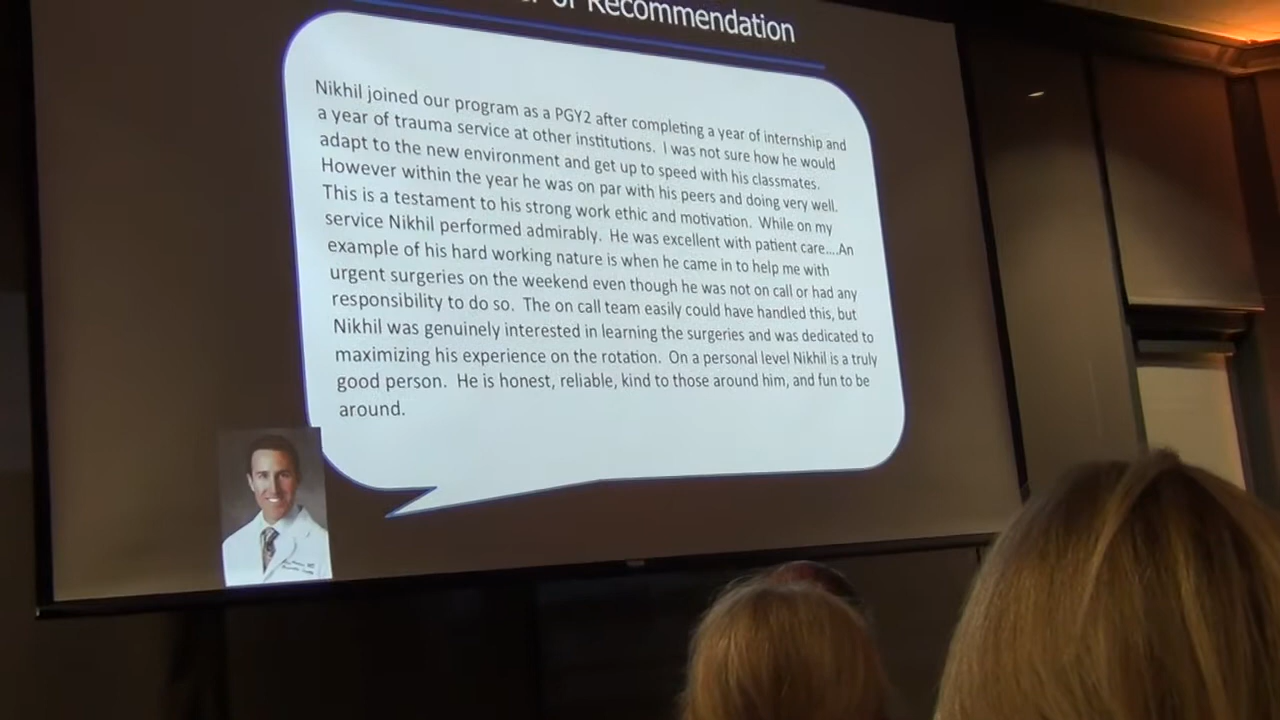 of Recommendation
Nikhil joined our program as a PGY2 after completing a year of internship and
a year of trauma service at other institutions. I was not sure how he would
adapt to the new environment and get up to speed with his classmates.
However within the year he was on par with his peers and doing very well.
This is a testament to his strong work ethic and motivation. While on my
service Nikhil performed admirably. He was excellent with patient care....An
example of his hard working nature is when he came in to help me with
urgent surgeries on the weekend even though he was not on call or had any
responsibility to do so. The on call team easily could have handled this, but
Nikhil was genuinely interested in learning the surgeries and was dedicated to
maximizing his experience on the rotation. On a personal level Nikhil is a truly
good person. He is honest, reliable, kind to those around him, and fun to be
around.